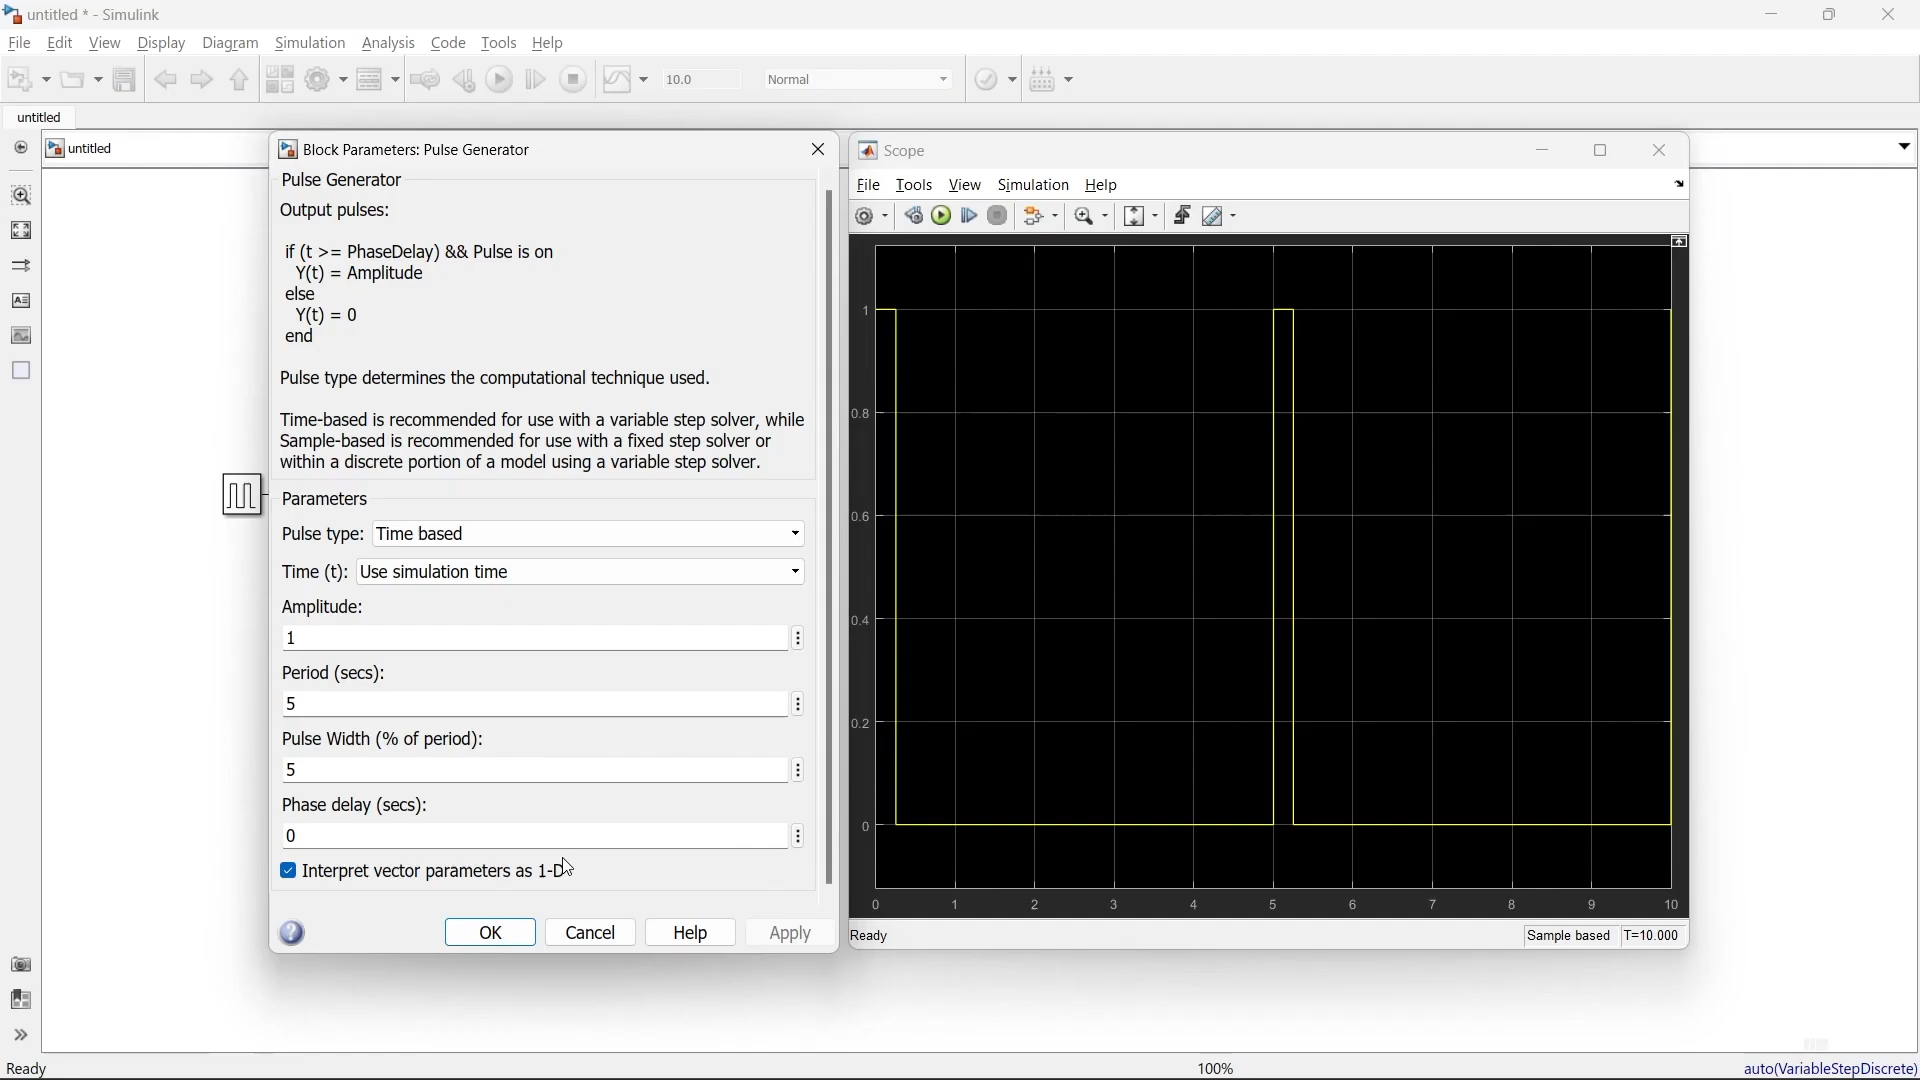 untitled * - Simulink
File Edit View Display Diagram Simulation Analysis Code Tools Help
10.0 Normal
untitled
untitled
Block Parameters: Pulse Generator
Pulse Generator
Output pulses:
if (t >= PhaseDelay) && Pulse is on
Y(t) = Amplitude
else
Y(t) = 0
end
Pulse type determines the computational technique used.
Time-based is recommended for use with a variable step solver, while
Sample-based is recommended for use with a fixed step solver or
within a discrete portion of a model using a variable step solver.
Parameters
Pulse type: Time based
Time (t): Use simulation time
Amplitude:
1
Period (secs):
5
Pulse Width (% of period):
5
Phase delay (secs):
0
Interpret vector parameters as 1-D
OK Cancel Help Apply
Scope
File Tools View Simulation Help
1
0.8
0.6
0.4
0.2
0
0 1 2 3 4 5 6 7 8 9 10
Ready Sample based T=10.000
Ready 100% auto(VariableStepDiscrete)